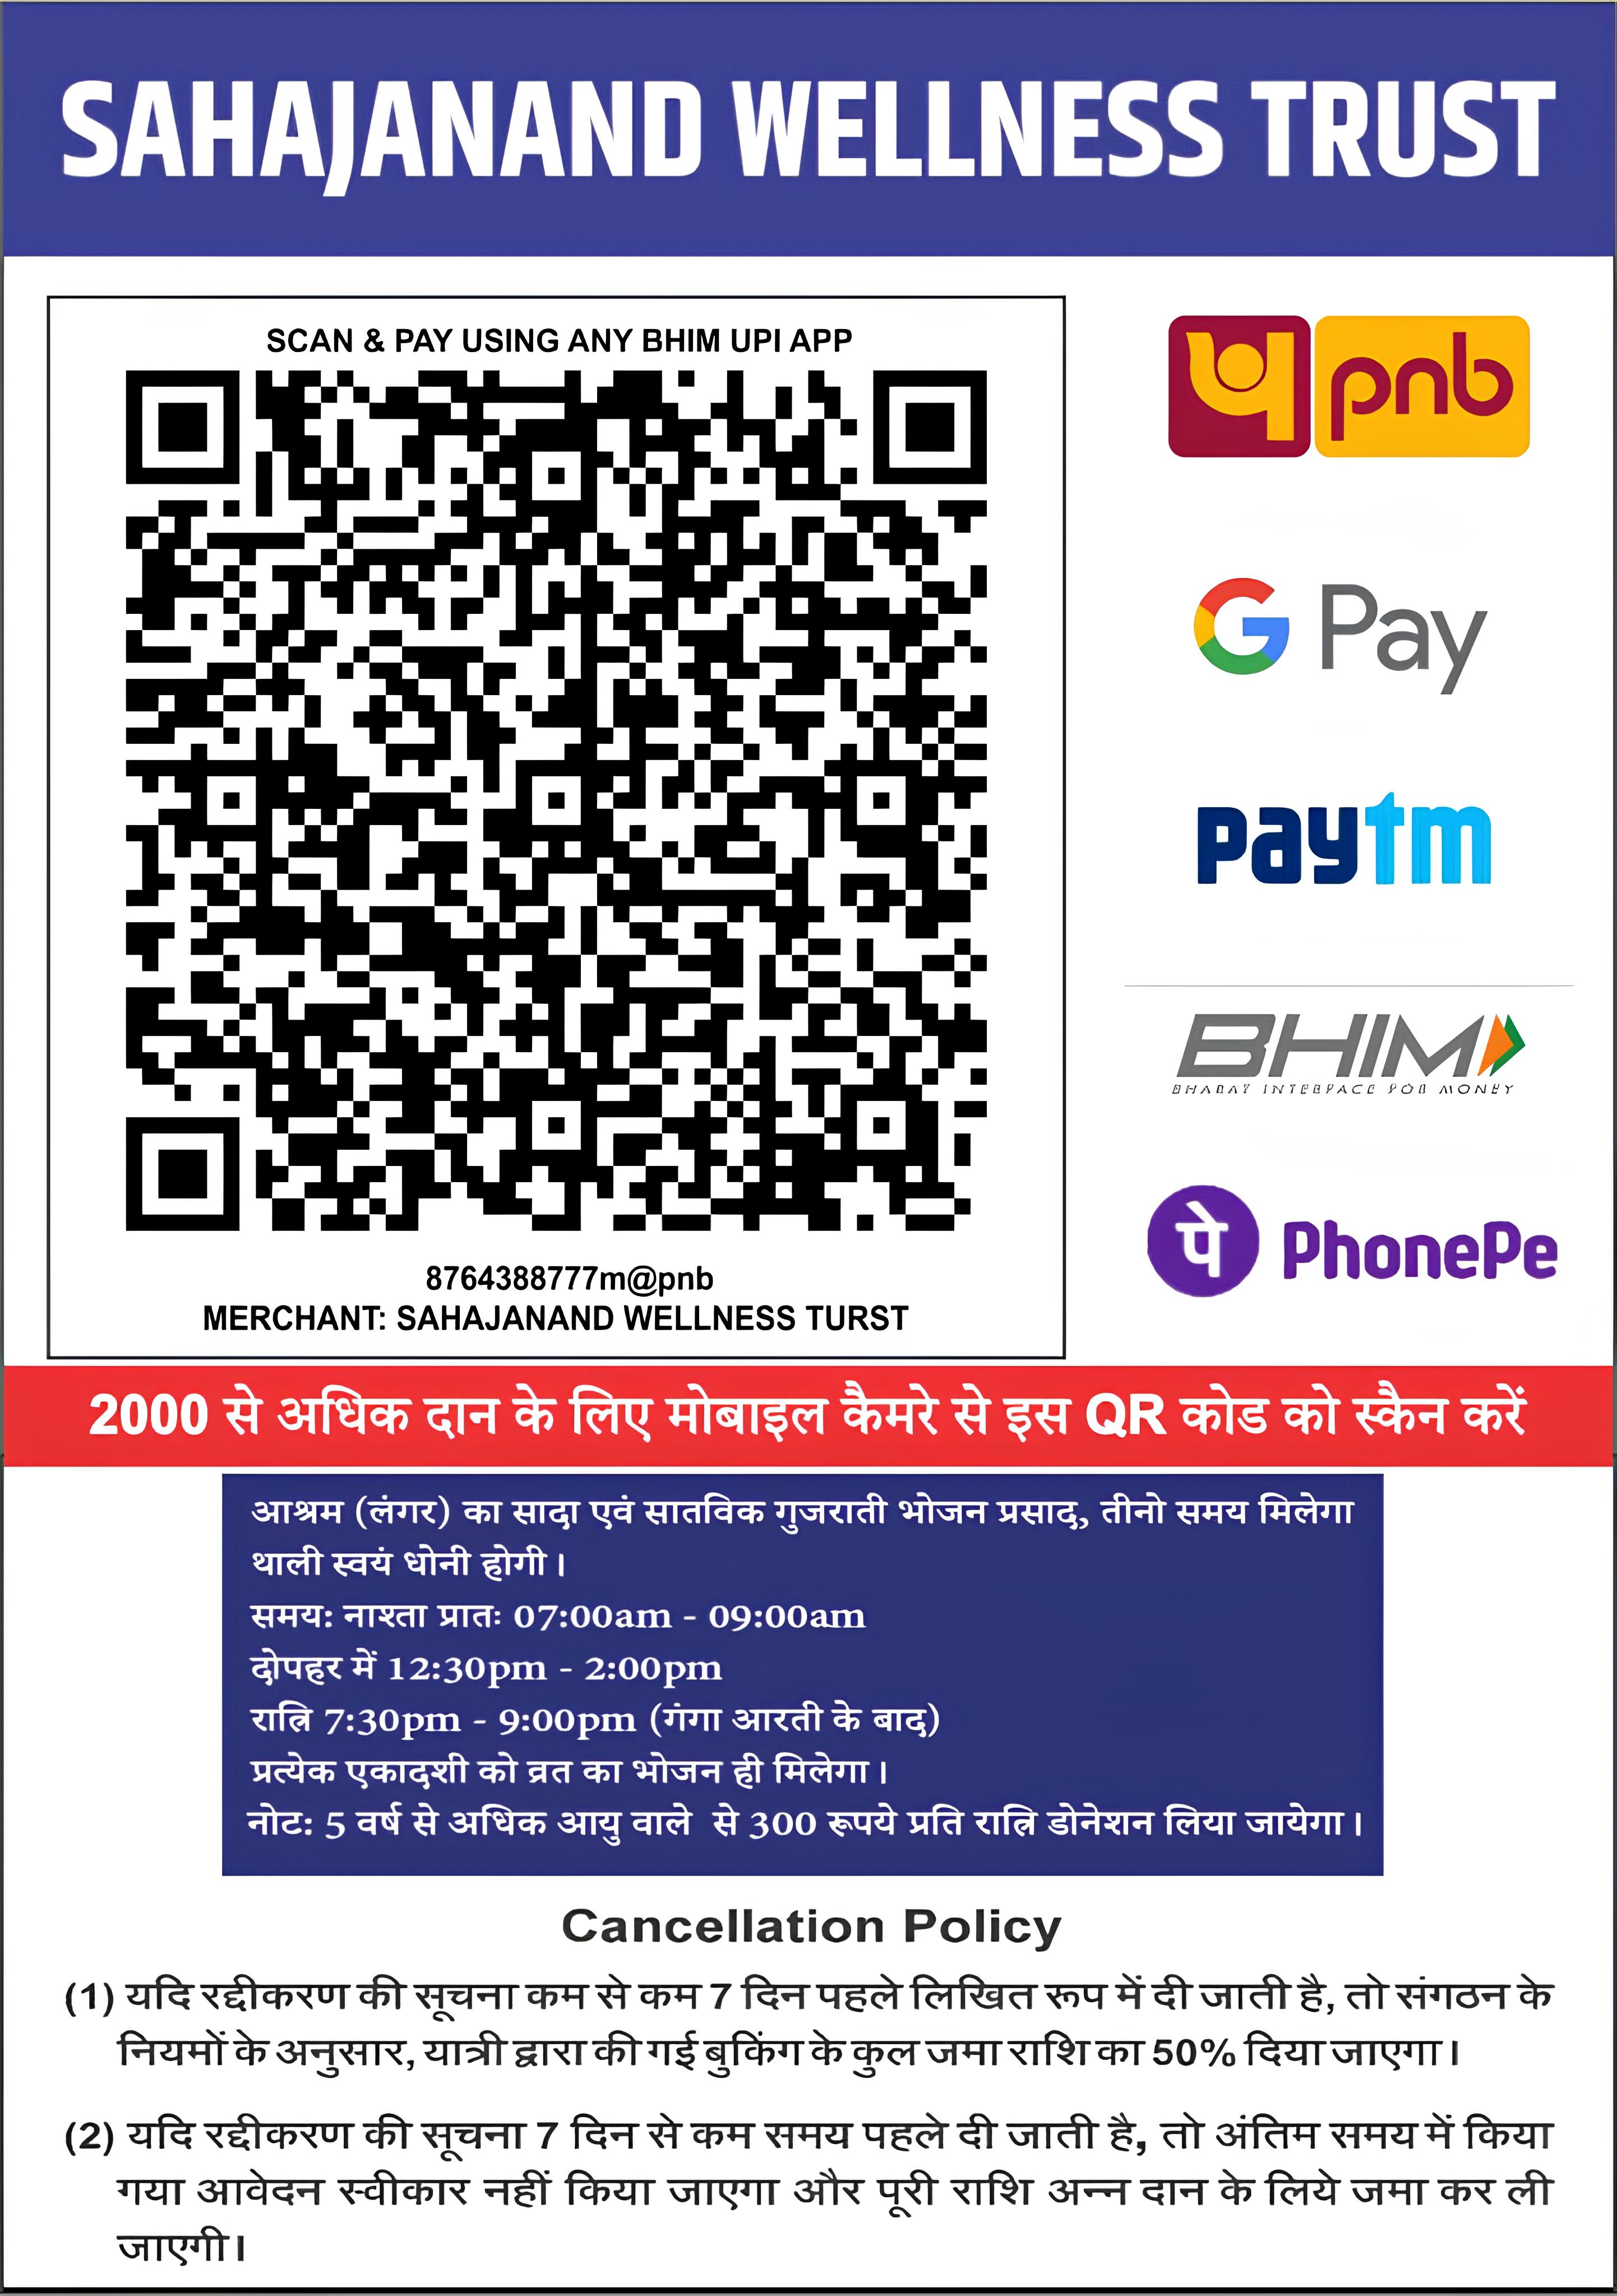 SAHAJANAND WELLNESS TRUST
SCAN & PAY USING ANY BHIM UPI APP
8764388777m@pnb
MERCHANT: SAHAJANAND WELLNESS TURST
प pnb
G Pay
paytm
BHIM
BHARAT INTERFACE FOR MONEY
पे PhonePe
2000 से अधिक दान के लिए मोबाइल कैमरे से इस QR कोड को स्कैन करें
आश्रम (लंगर) का सादा एवं सातविक गुजराती भोजन प्रसाद, तीनो समय मिलेगा
थाली स्वयं धोनी होगी।
समय: नाश्ता प्रातः 07:00am - 09:00am
दोपहर में 12:30pm - 2:00pm
रात्रि 7:30pm - 9:00pm (गंगा आरती के बाद)
प्रत्येक एकादशी को व्रत का भोजन ही मिलेगा।
नोट: 5 वर्ष से अधिक आयु वाले से 300 रूपये प्रति रात्रि डोनेशन लिया जायेगा।
Cancellation Policy
(1) यदि रद्दीकरण की सूचना कम से कम 7 दिन पहले लिखित रूप में दी जाती है, तो संगठन के
नियमों के अनुसार, यात्री द्वारा की गई बुकिंग के कुल जमा राशि का 50% दिया जाएगा।
(2) यदि रद्दीकरण की सूचना 7 दिन से कम समय पहले दी जाती है, तो अंतिम समय में किया
गया आवेदन स्वीकार नहीं किया जाएगा और पूरी राशि अन्न दान के लिये जमा कर ली
जाएगी।